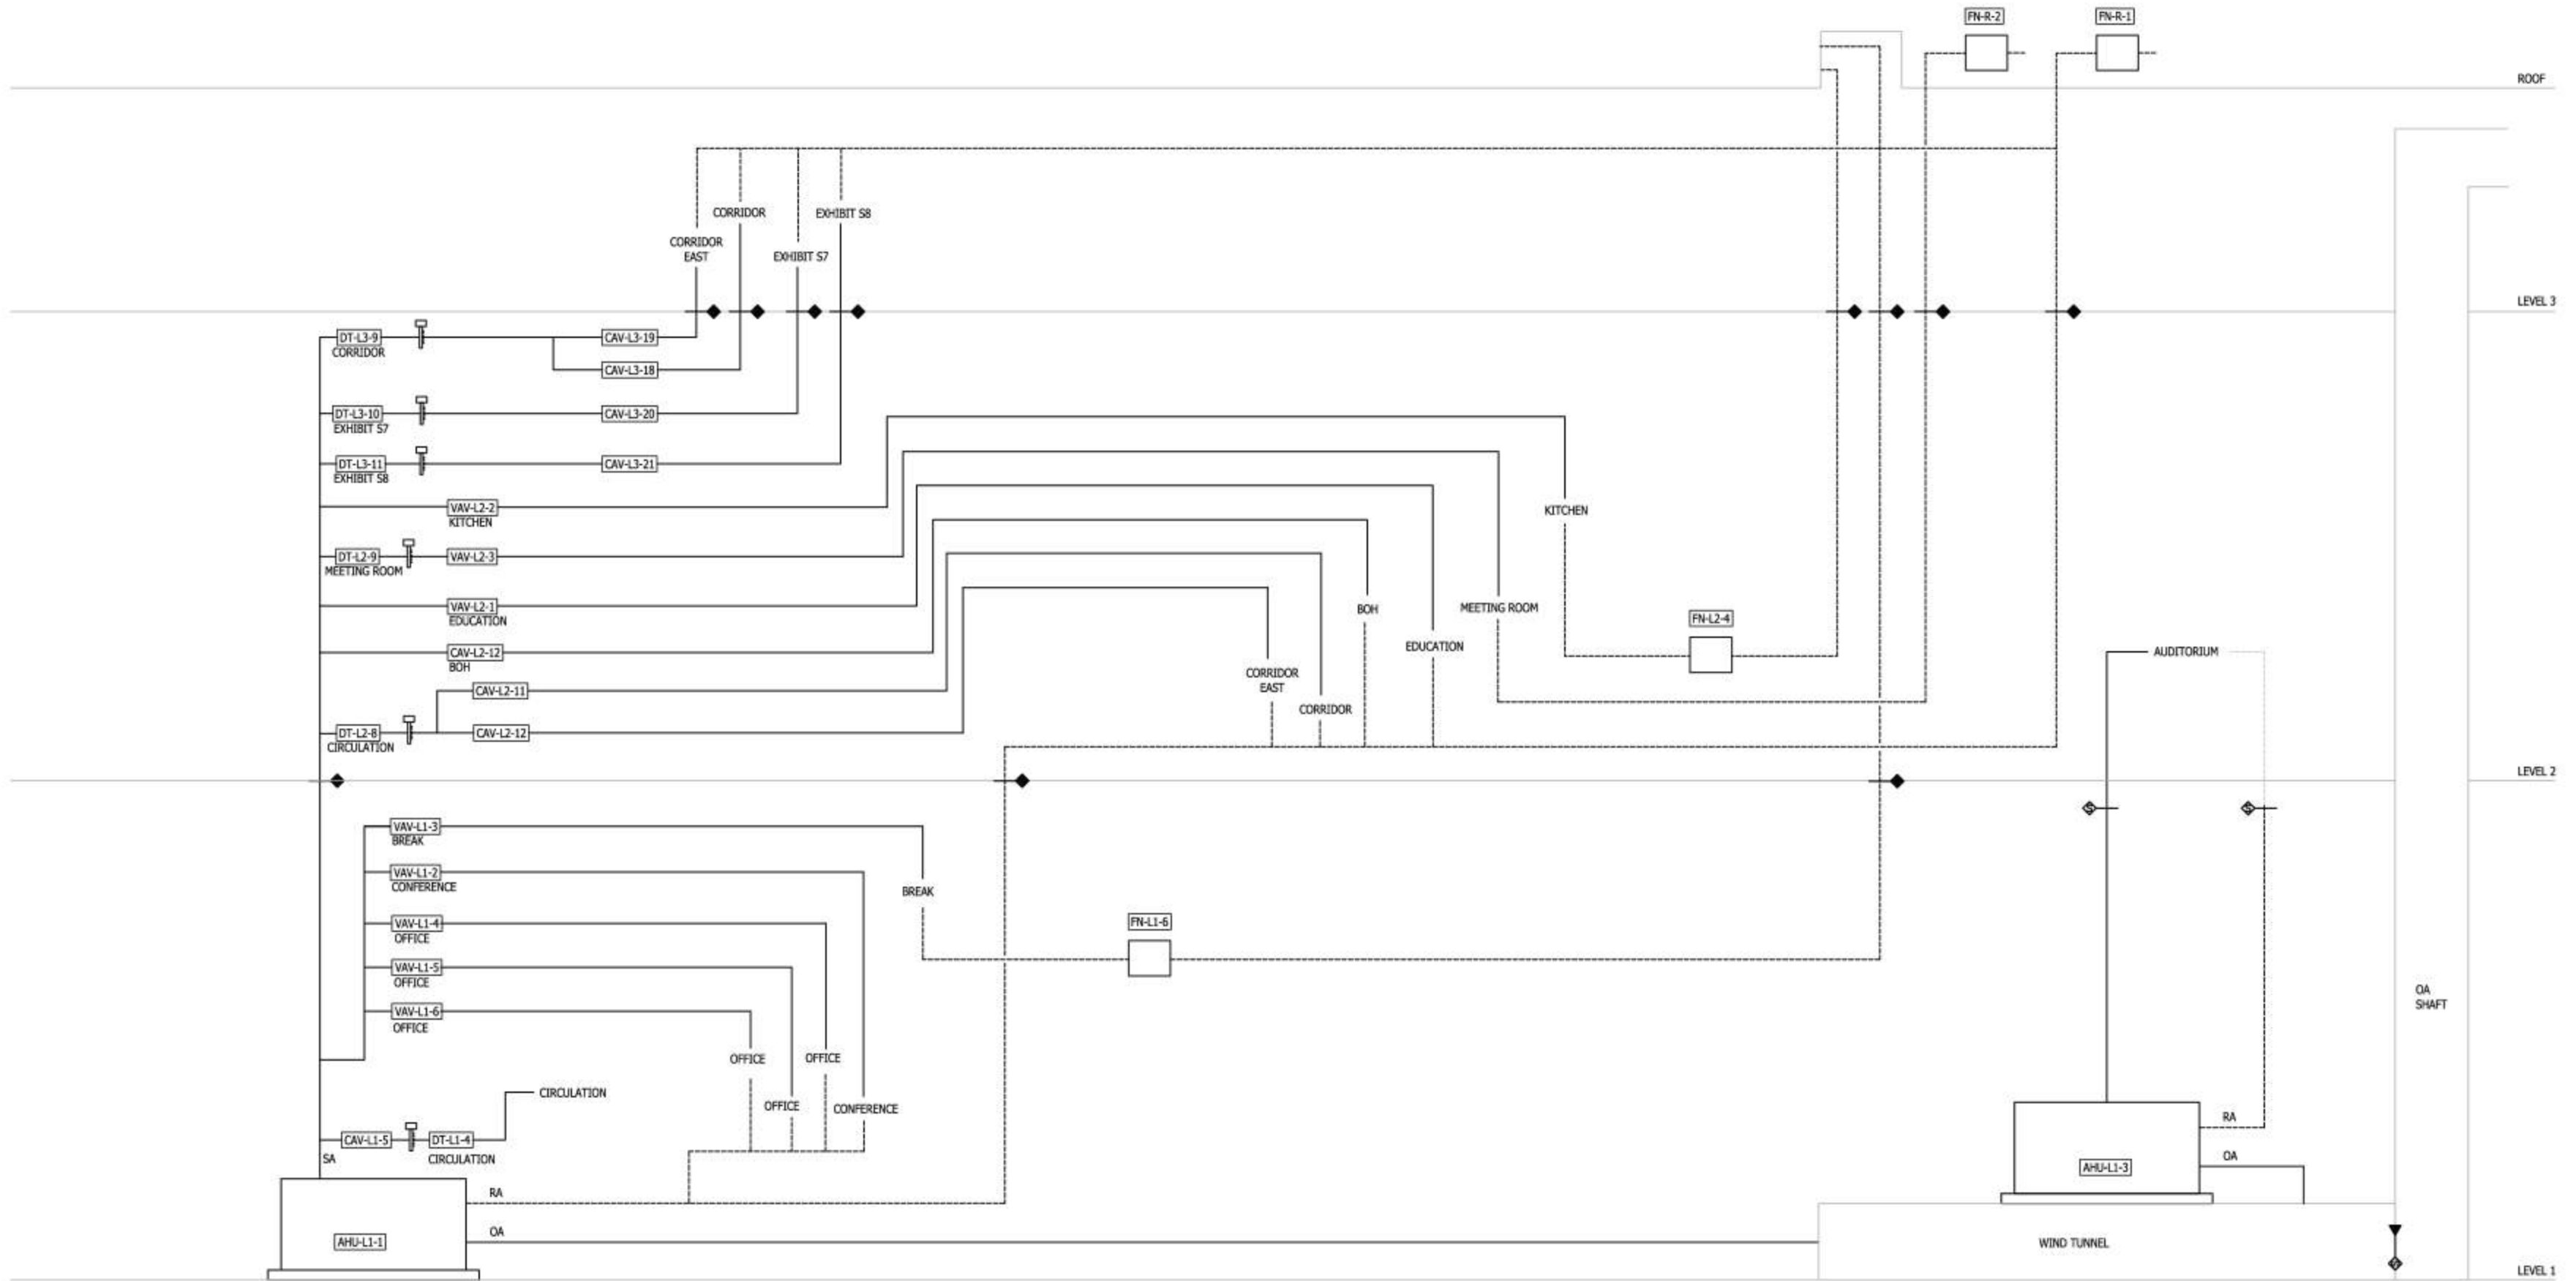 FN-R-2
FN-R-1
ROOF
CORRIDOR
EXHIBIT S8
CORRIDOR
EAST
EXHIBIT S7
LEVEL 3
DT-L3-9
CORRIDOR
CAV-L3-19
CAV-L3-18
DT-L3-10
EXHIBIT S7
CAV-L3-20
DT-L3-11
EXHIBIT S8
CAV-L3-21
VAV-L2-2
KITCHEN
KITCHEN
DT-L2-9
MEETING ROOM
VAV-L2-3
VAV-L2-1
EDUCATION
BOH
MEETING ROOM
FN-L2-4
EDUCATION
CAV-L2-12
BOH
AUDITORIUM
CORRIDOR
EAST
CAV-L2-11
CORRIDOR
DT-L2-8
CIRCULATION
CAV-L2-12
LEVEL 2
S
S
VAV-L1-3
BREAK
VAV-L1-2
CONFERENCE
BREAK
VAV-L1-4
OFFICE
FN-L1-6
VAV-L1-5
OFFICE
OA
SHAFT
VAV-L1-6
OFFICE
OFFICE
OFFICE
CIRCULATION
OFFICE
CONFERENCE
CAV-L1-5
DT-L1-4
CIRCULATION
SA
RA
OA
AHU-L1-3
RA
OA
AHU-L1-1
WIND TUNNEL
LEVEL 1